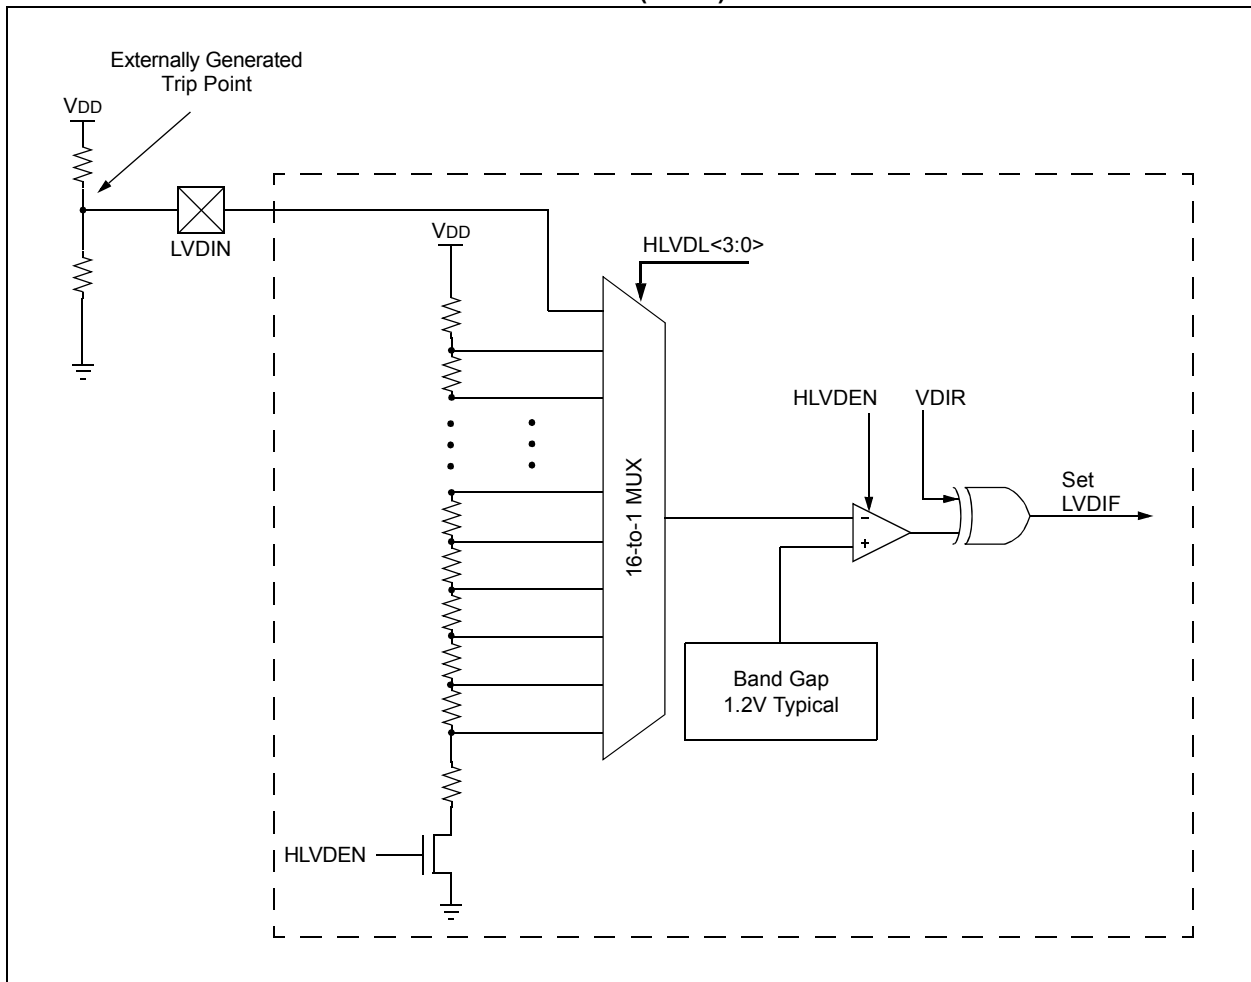 Externally Generated
Trip Point
VDD
LVDIN
VDD
HLVDL<3:0>
HLVDEN
VDIR
Set
LVDIF
16-to-1 MUX
–
+
Band Gap
1.2V Typical
HLVDEN